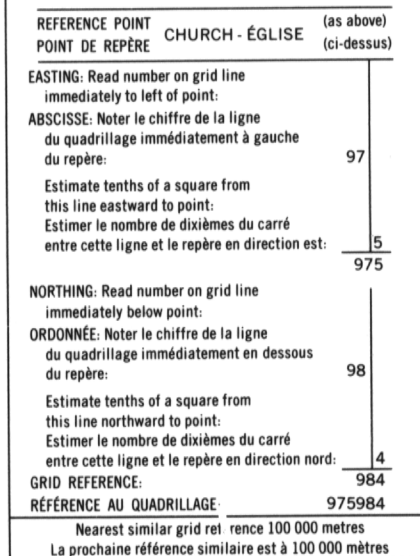 REFERENCE POINT CHURCH - ÉGLISE (as above)
POINT DE REPÈRE (ci-dessus)
EASTING: Read number on grid line
immediately to left of point:
ABSCISSE: Noter le chiffre de la ligne
du quadrillage immédiatement à gauche
du repère: 97
Estimate tenths of a square from
this line eastward to point:
Estimer le nombre de dixièmes du carré
entre cette ligne et le repère en direction est: 5
975
NORTHING: Read number on grid line
immediately below point:
ORDONNÉE: Noter le chiffre de la ligne
du quadrillage immédiatement en dessous
du repère: 98
Estimate tenths of a square from
this line northward to point:
Estimer le nombre de dixièmes du carré
entre cette ligne et le repère en direction nord: 4
GRID REFERENCE: 984
RÉFÉRENCE AU QUADRILLAGE 975984
Nearest similar grid ref rence 100 000 metres
La prochaine référence similaire est à 100 000 mètres